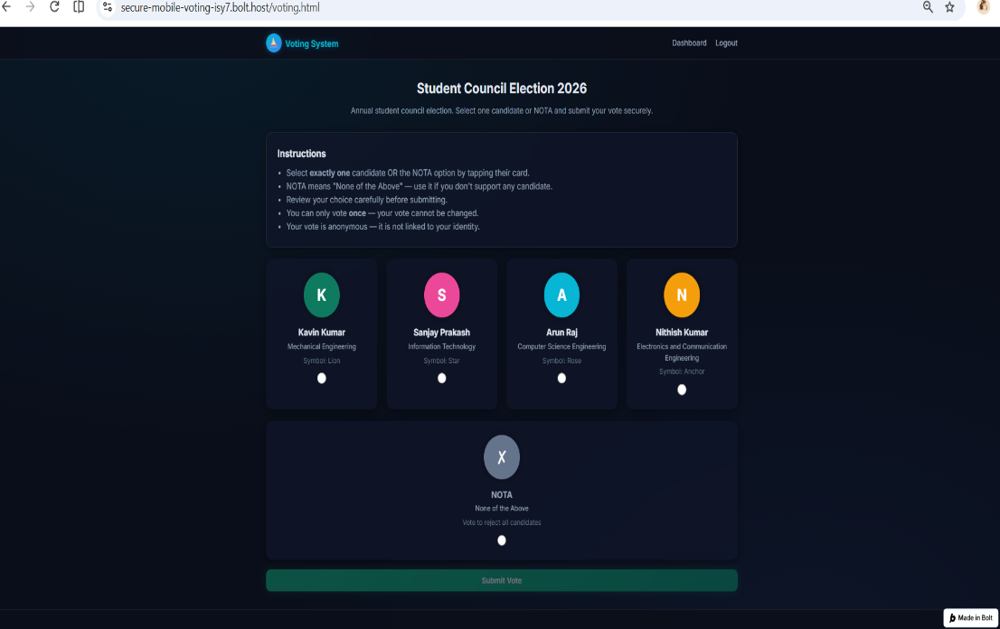 secure-mobile-voting-isy7.bolt.host/voting.html
Voting System
Dashboard Logout
Student Council Election 2026
Annual student council election. Select one candidate or NOTA and submit your vote securely.
Instructions
• Select exactly one candidate OR the NOTA option by tapping their card.
• NOTA means "None of the Above" — use it if you don't support any candidate.
• Review your choice carefully before submitting.
• You can only vote once — your vote cannot be changed.
• Your vote is anonymous — it is not linked to your identity.
K
Kavin Kumar
Mechanical Engineering
Symbol: Lion
S
Sanjay Prakash
Information Technology
Symbol: Star
A
Arun Raj
Computer Science Engineering
Symbol: Rose
N
Nithish Kumar
Electronics and Communication
Engineering
Symbol: Anchor
✗
NOTA
None of the Above
Vote to reject all candidates
Submit Vote
b Made in Bolt